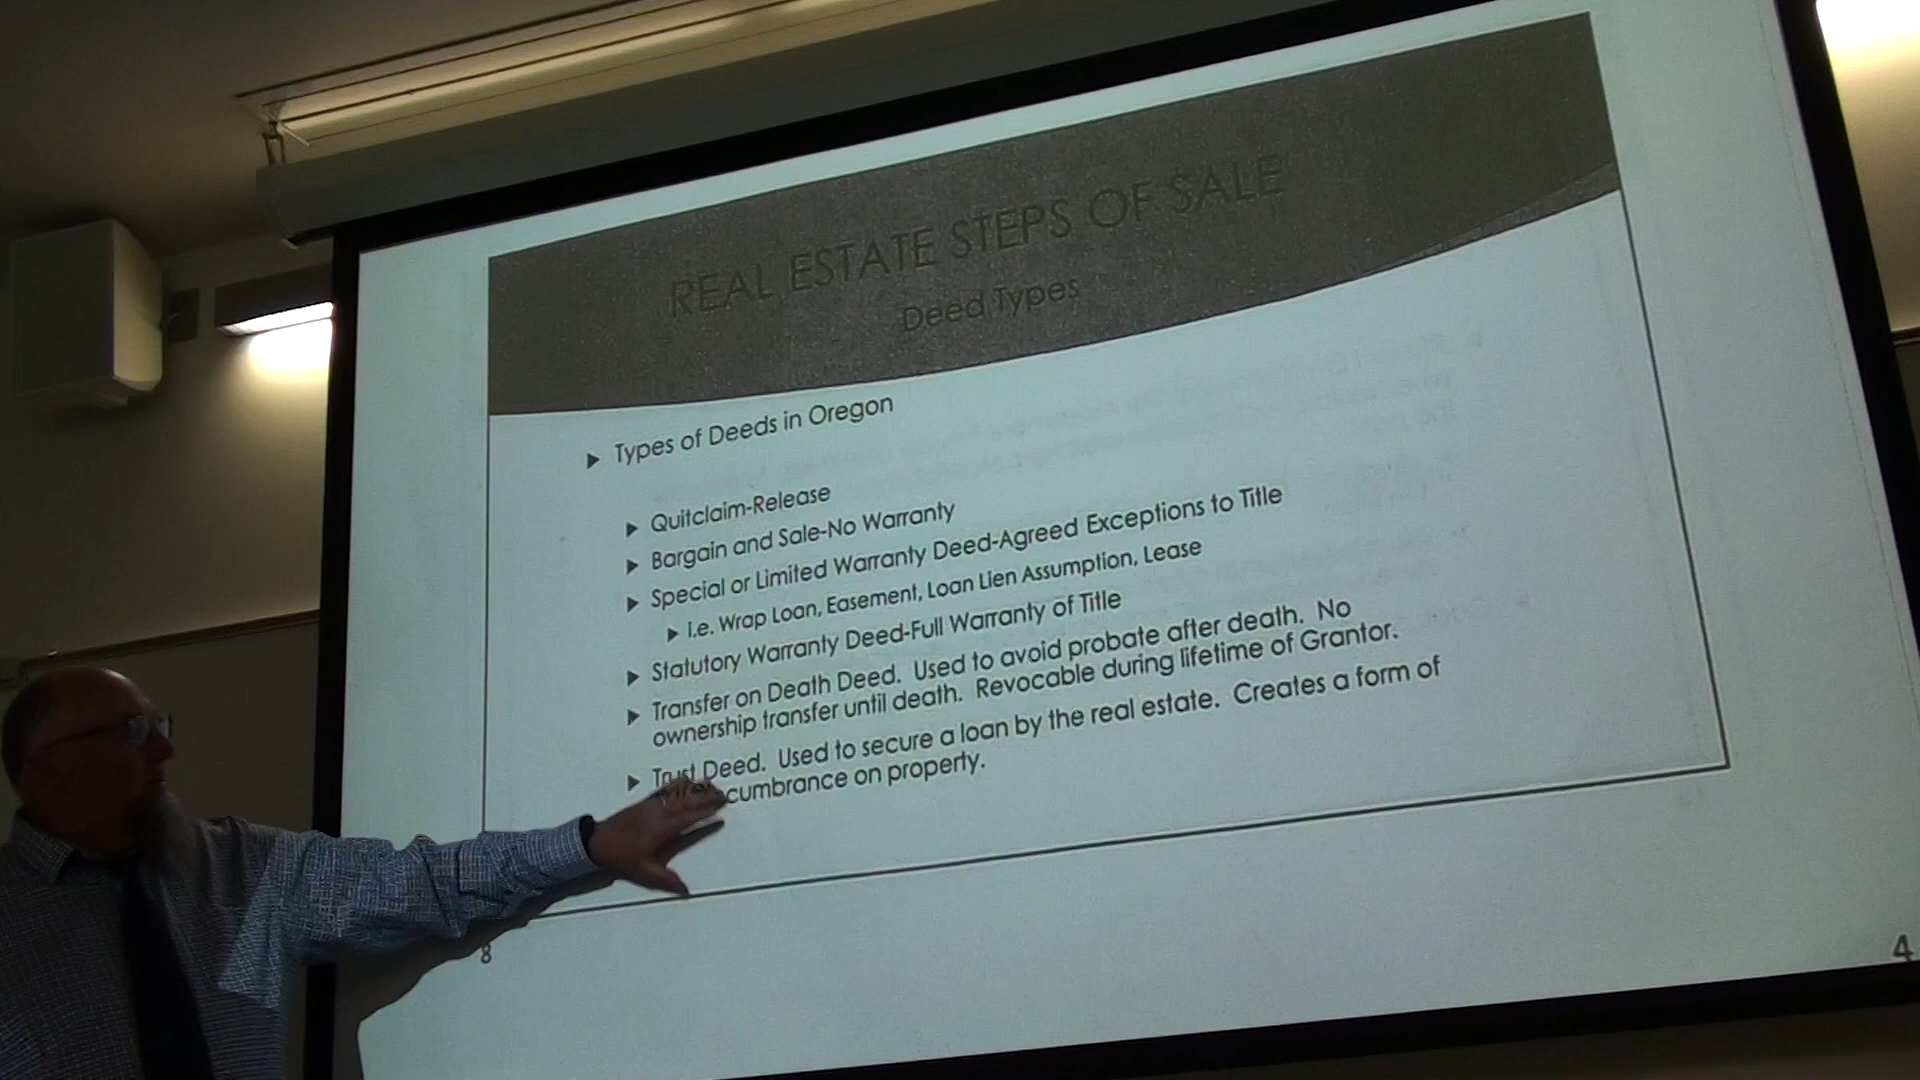 REAL ESTATE STEPS OF SALE
Deed Types
Types of Deeds in Oregon
Quitclaim-Release
Bargain and Sale-No Warranty
Special or Limited Warranty Deed-Agreed Exceptions to Title
i.e. Wrap Loan, Easement, Loan Lien Assumption, Lease
Statutory Warranty Deed-Full Warranty of Title
Transfer on Death Deed. Used to avoid probate after death. No
ownership transfer until death. Revocable during lifetime of Grantor.
Trust Deed. Used to secure a loan by the real estate. Creates a form of
on property.
8
4